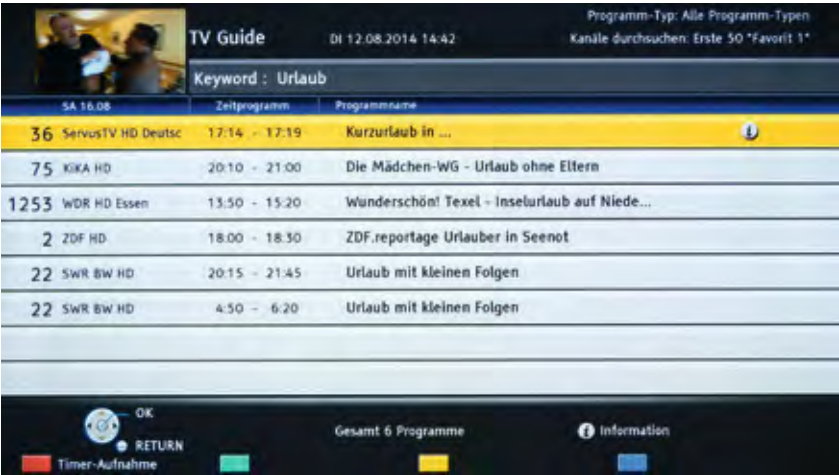 Programm-Typ: Alle Programm-Typen
TV Guide DI 12.08.2014 14:42 Kanäle durchsuchen: Erste 50 "Favorit 1"
Keyword : Urlaub
SA 16.08 Zeitprogramm Programmname
36 ServusTV HD Deutsc 17:14 - 17:19 Kurzurlaub in ... i
75 KiKA HD 20:10 - 21:00 Die Mädchen-WG - Urlaub ohne Eltern
1253 WDR HD Essen 13:50 - 15:20 Wunderschön! Texel - Inselurlaub auf Niede...
2 ZDF HD 18:00 - 18:30 ZDF.reportage Urlauber in Seenot
22 SWR BW HD 20:15 - 21:45 Urlaub mit kleinen Folgen
22 SWR BW HD 4:50 - 6:20 Urlaub mit kleinen Folgen
OK
Gesamt 6 Programme i Information
RETURN
Timer-Aufnahme